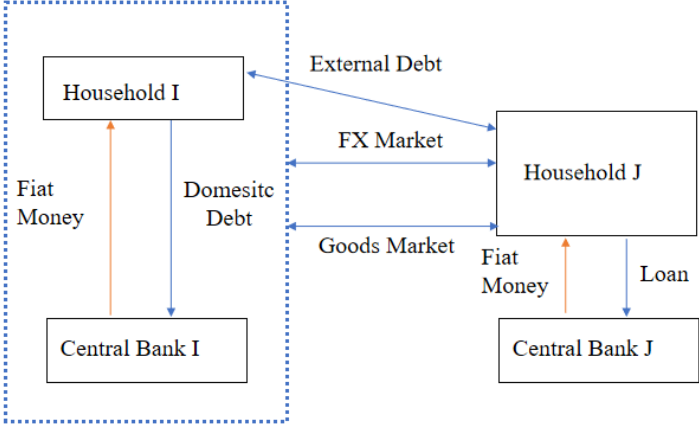 External Debt
Household I
FX Market
Household J
Fiat
Money
Domesitc
Debt
Goods Market
Fiat
Money
Loan
Central Bank I
Central Bank J